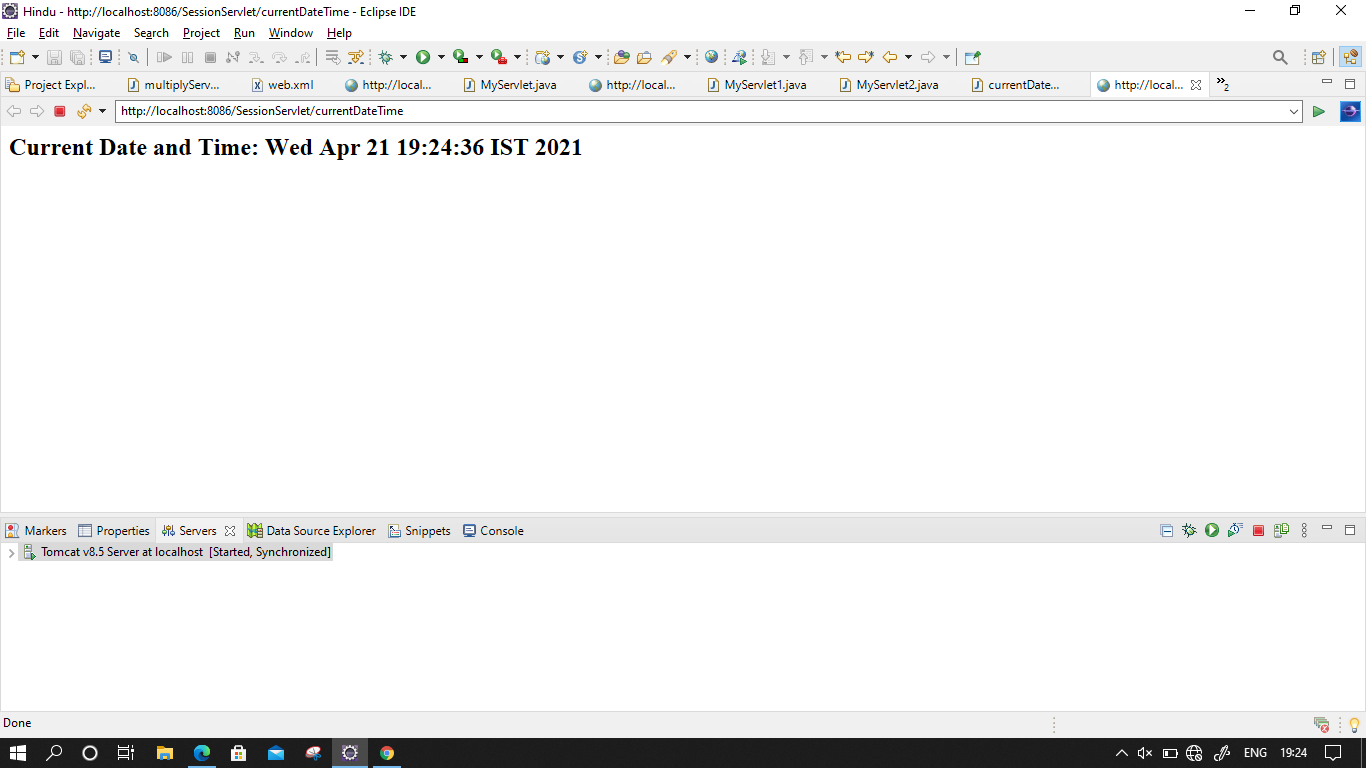 Hindu - http://localhost:8086/SessionServlet/currentDateTime - Eclipse IDE
File Edit Navigate Search Project Run Window Help
Project Expl... multiplyServ... web.xml http://local... MyServlet.java http://local... MyServlet1.java MyServlet2.java currentDate... http://local... »2
http://localhost:8086/SessionServlet/currentDateTime
Current Date and Time: Wed Apr 21 19:24:36 IST 2021
Markers Properties Servers Data Source Explorer Snippets Console
Tomcat v8.5 Server at localhost [Started, Synchronized]
Done
ENG 19:24